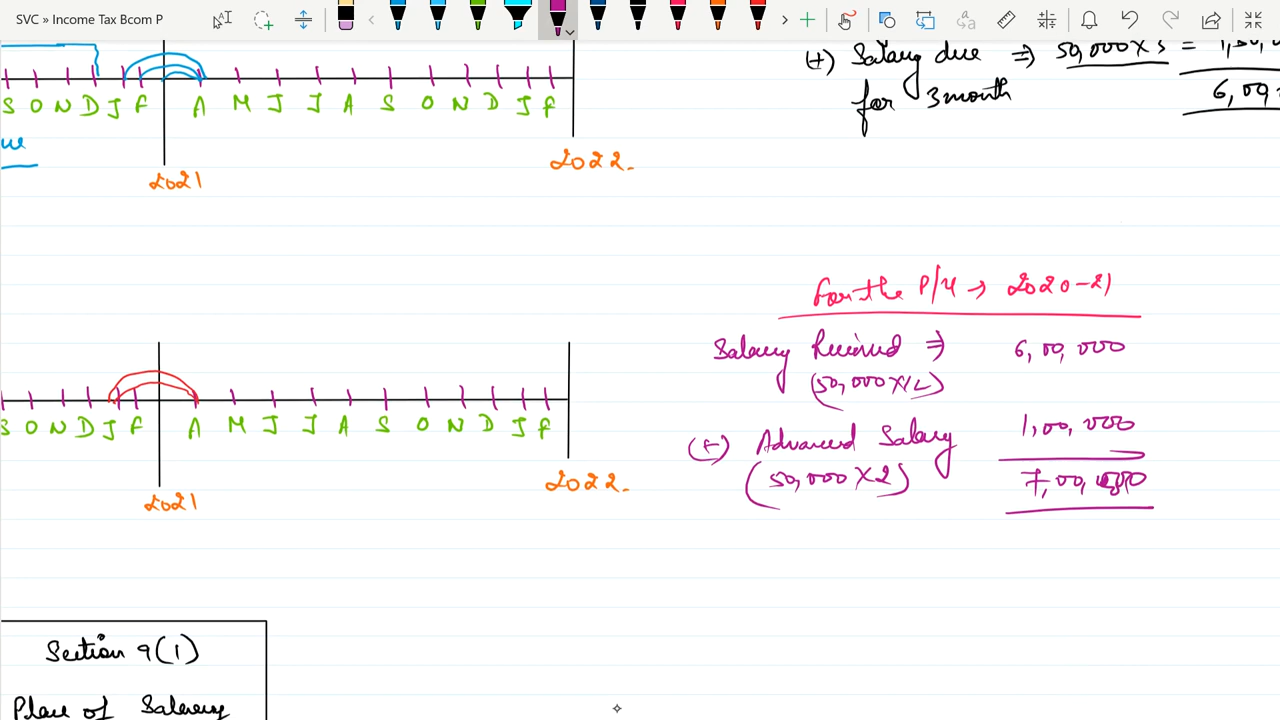 SVC » Income Tax Bcom P
(+) Salary due ⇒ 50,000 X 3 =
for 3 month
S O N D J F A M J J A S O N D J F
ue
2021
2022.
For the P/Y → 2020-21
Salary Received ⇒ 6,00,000
(50,000 X 12)
(+) Advanced Salary 1,00,000
(50,000 X 2) 7,00,000
S O N D J F A M J J A S O N D J F
2021
2022.
Section 9(1)
Place of Salary